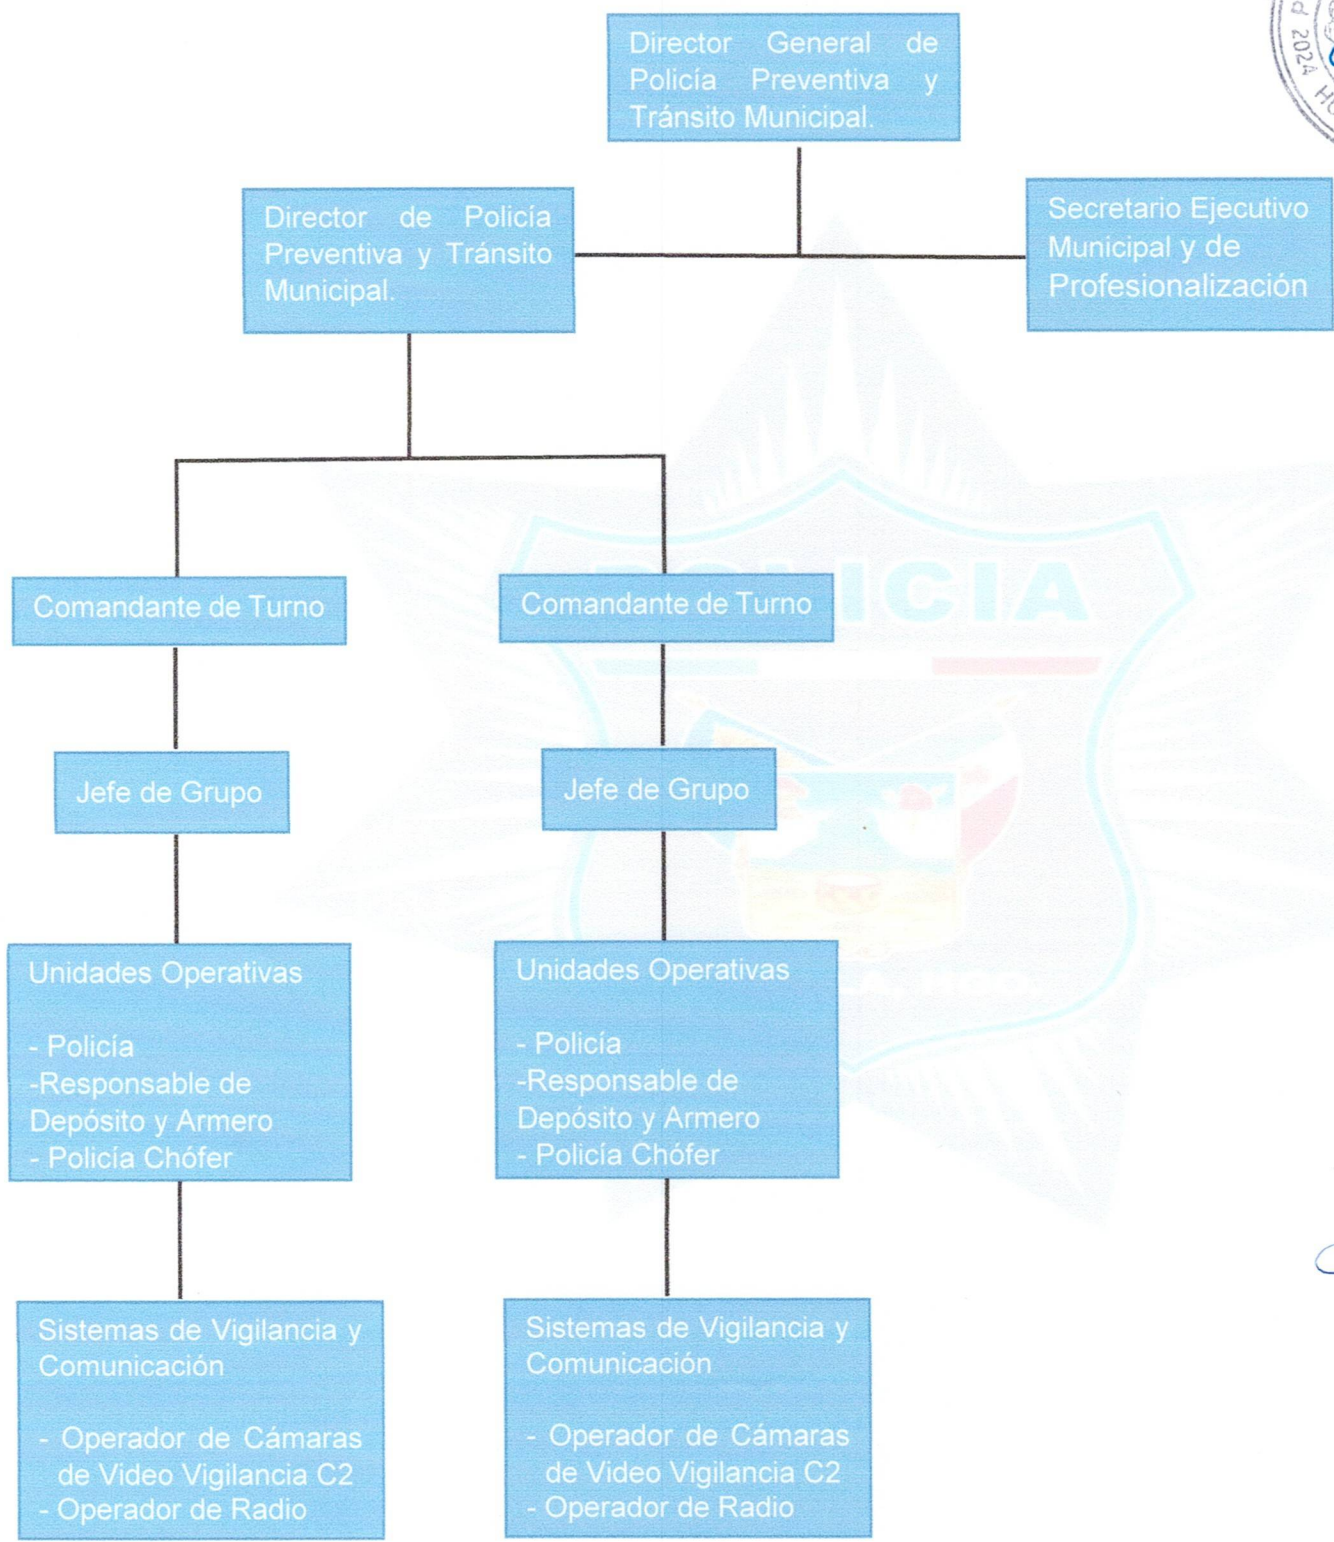 Director General de
Policía Preventiva y
Tránsito Municipal.
2024
Director de Policía
Preventiva y Tránsito
Municipal.
Secretario Ejecutivo
Municipal y de
Profesionalización
POLICIA
Comandante de Turno
Comandante de Turno
Jefe de Grupo
Jefe de Grupo
Unidades Operativas
- Policía
-Responsable de
Depósito y Armero
- Policía Chófer
Unidades Operativas
- Policía
-Responsable de
Depósito y Armero
- Policía Chófer
HGO.
Sistemas de Vigilancia y
Comunicación
- Operador de Cámaras
de Video Vigilancia C2
- Operador de Radio
Sistemas de Vigilancia y
Comunicación
- Operador de Cámaras
de Video Vigilancia C2
- Operador de Radio